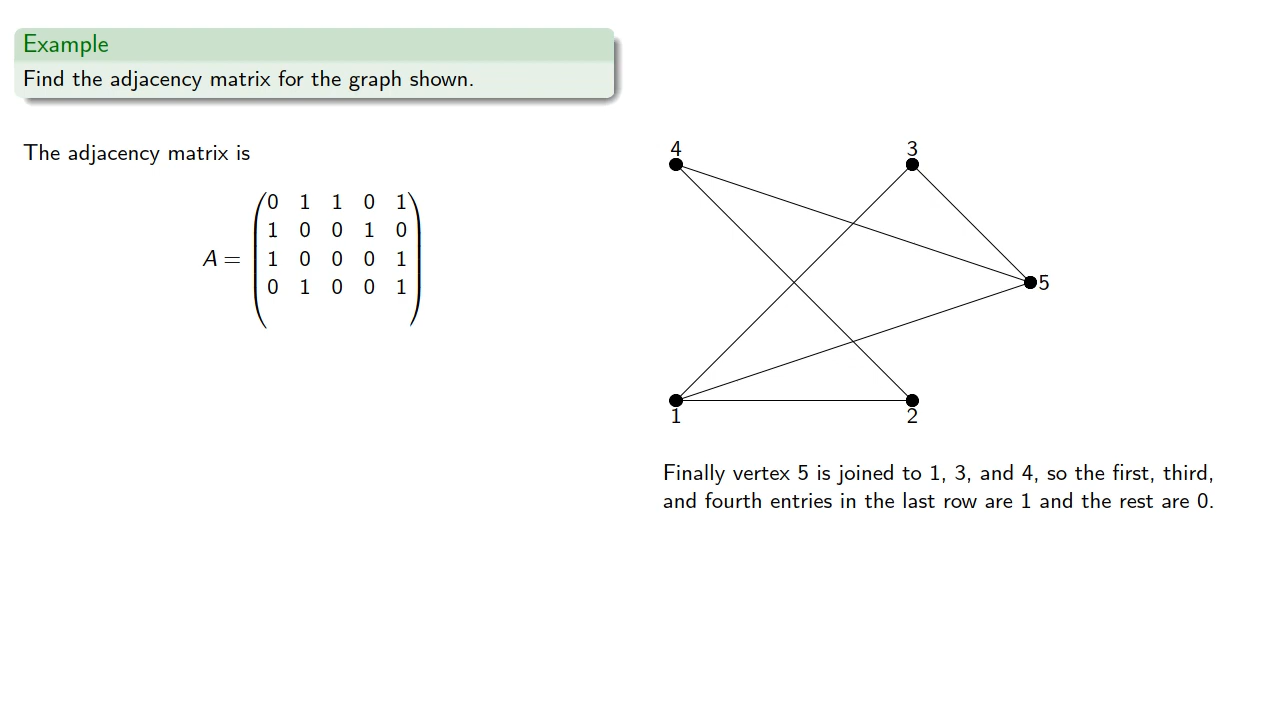 Example
Find the adjacency matrix for the graph shown.
The adjacency matrix is
0 1 1 0 1
1 0 0 1 0
A = 1 0 0 0 1
0 1 0 0 1
4
3
5
1
2
Finally vertex 5 is joined to 1, 3, and 4, so the first, third,
and fourth entries in the last row are 1 and the rest are 0.